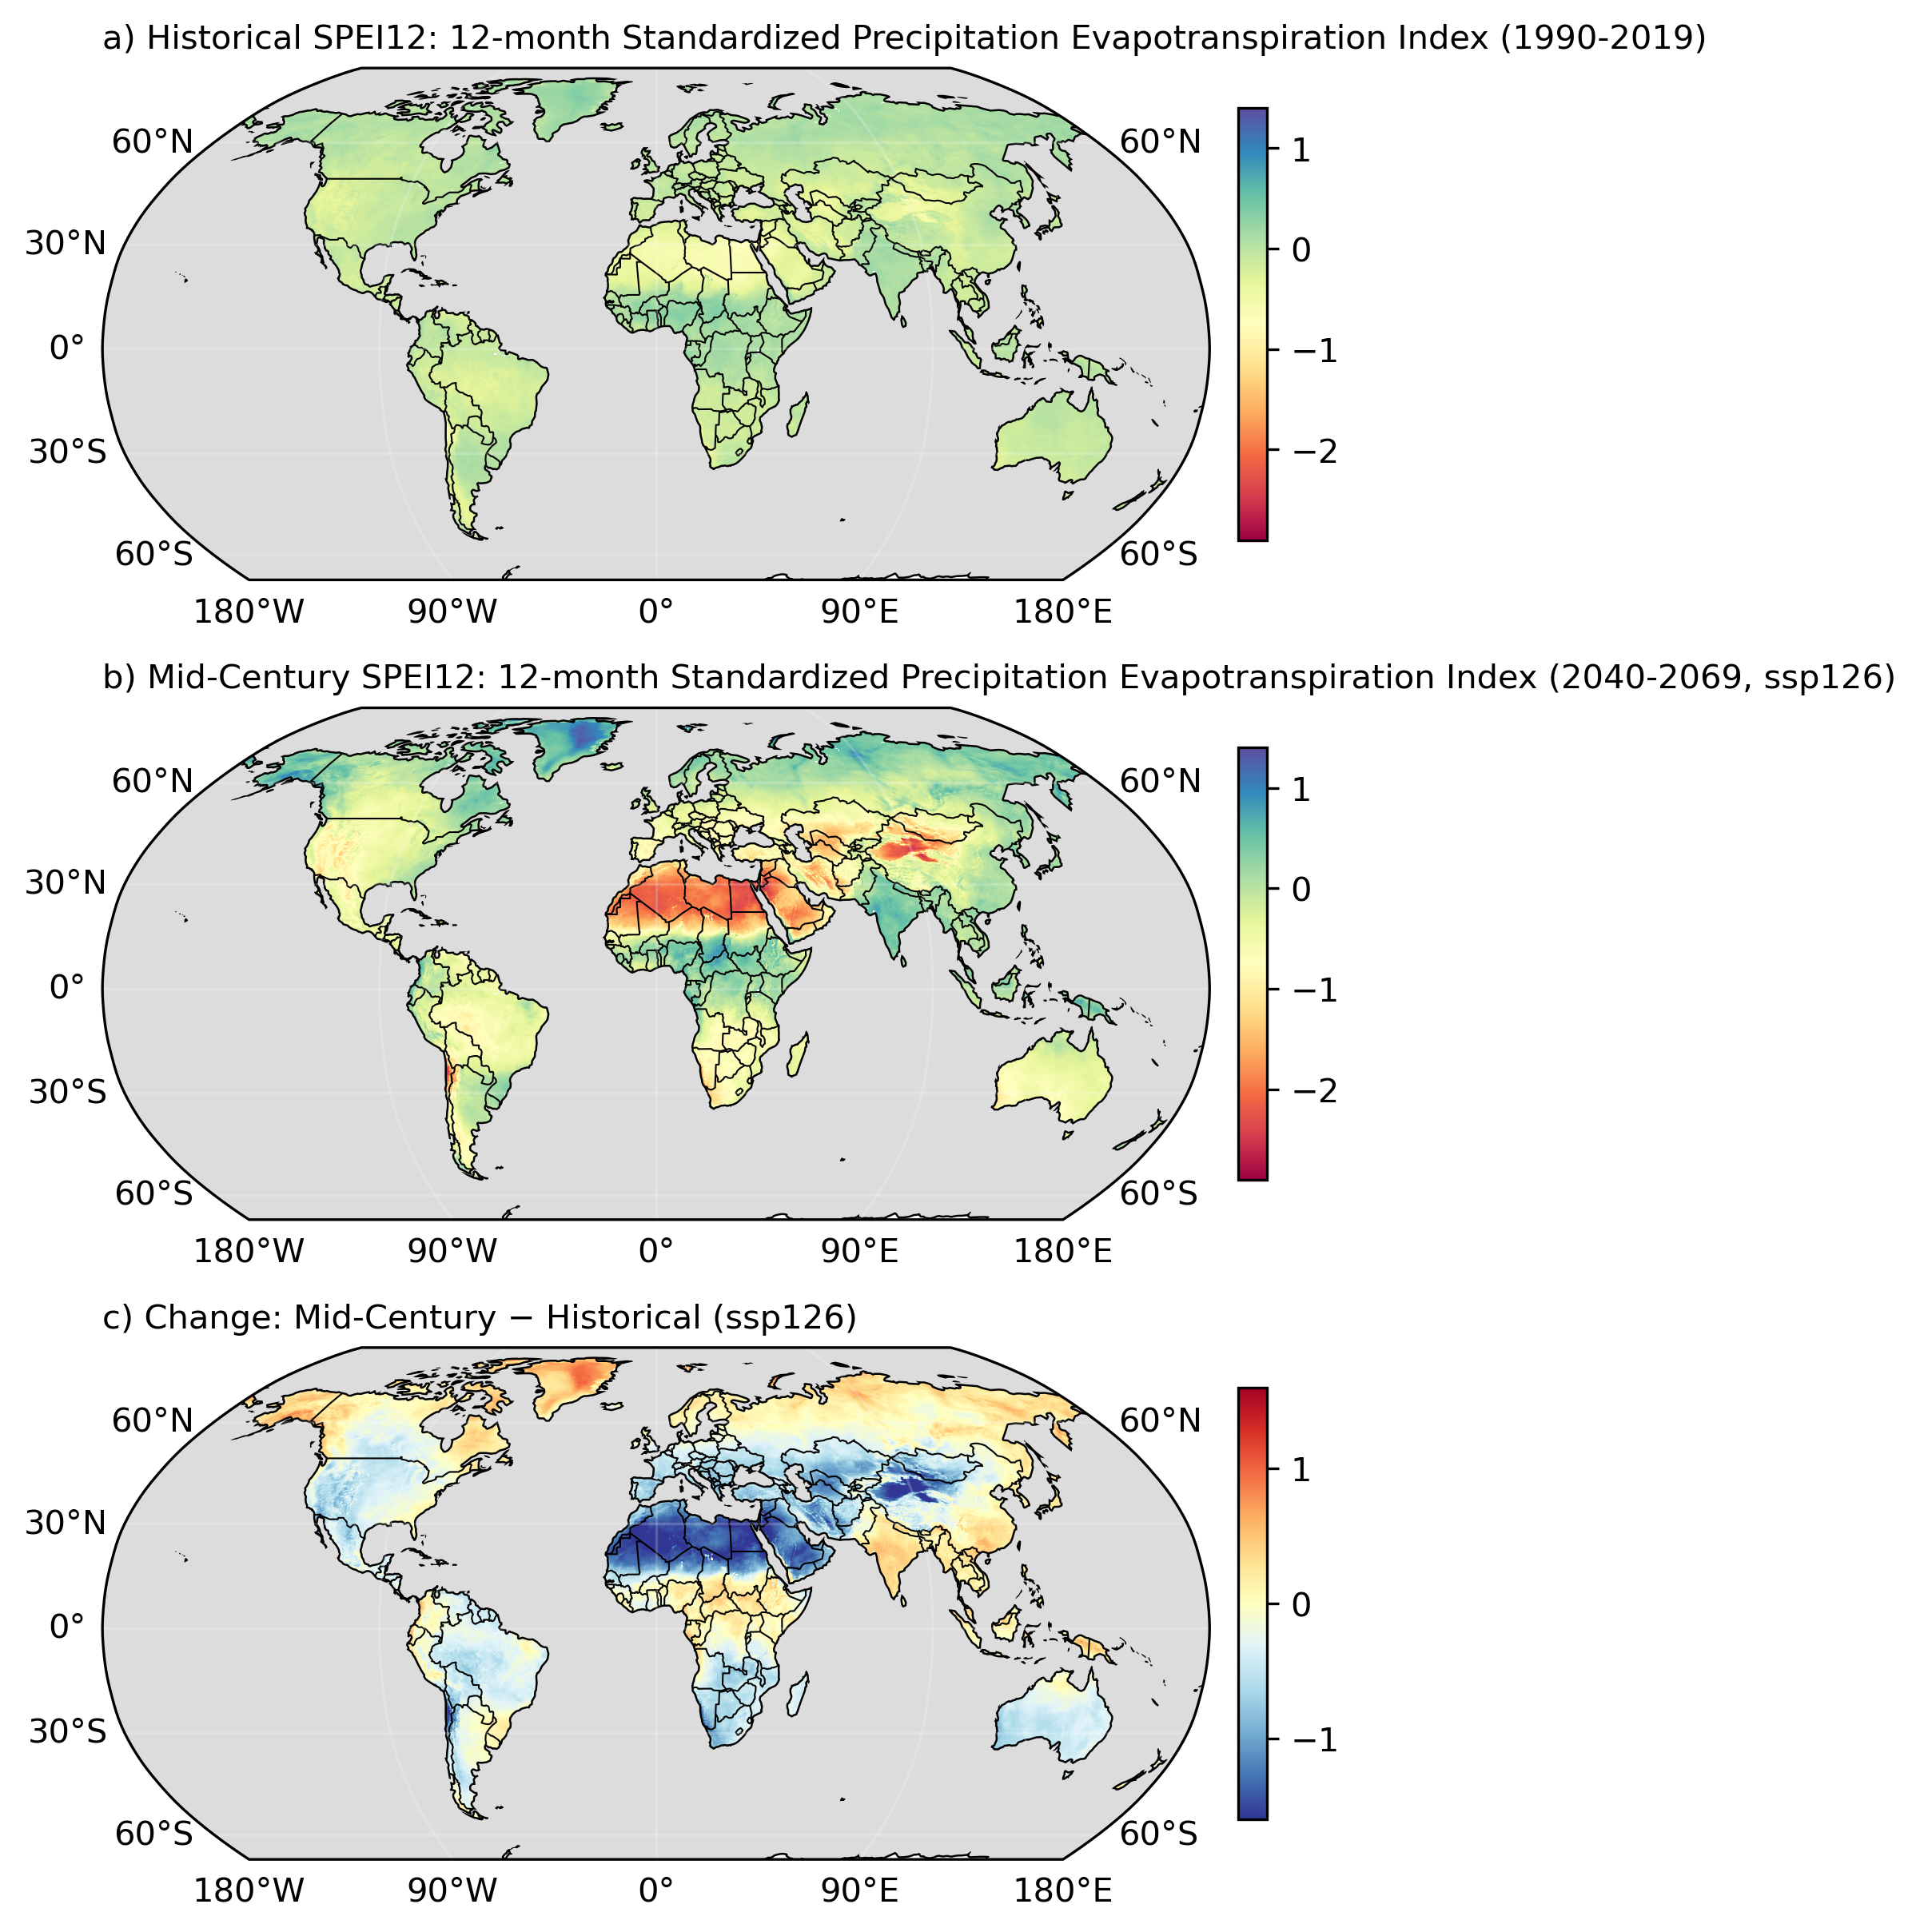 a) Historical SPEI12: 12-month Standardized Precipitation Evapotranspiration Index (1990-2019)
60°N 60°N
30°N
0°
30°S
60°S 60°S
180°W 90°W 0° 90°E 180°E
1
0
−1
−2
b) Mid-Century SPEI12: 12-month Standardized Precipitation Evapotranspiration Index (2040-2069, ssp126)
60°N 60°N
30°N
0°
30°S
60°S 60°S
180°W 90°W 0° 90°E 180°E
1
0
−1
−2
c) Change: Mid-Century − Historical (ssp126)
60°N 60°N
30°N
0°
30°S
60°S 60°S
180°W 90°W 0° 90°E 180°E
1
0
−1